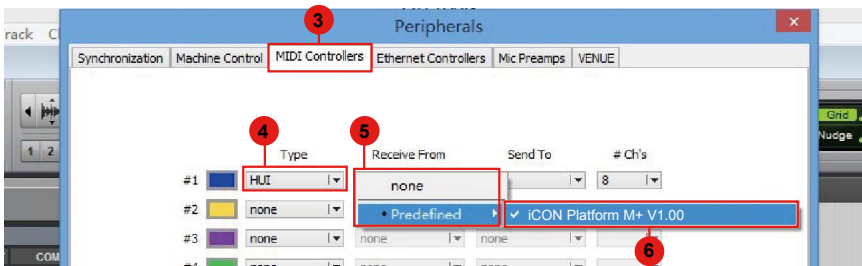 3
Peripherals
rack C
Synchronization Machine Control MIDI Controllers Ethernet Controllers Mic Preamps VENUE
Grid
Nudge
1 2
4 5
Type Receive From Send To # Ch's
#1 HUI none 8
#2 none Predefined iCON Platform M+ V1.00
#3 none none none
6
COM